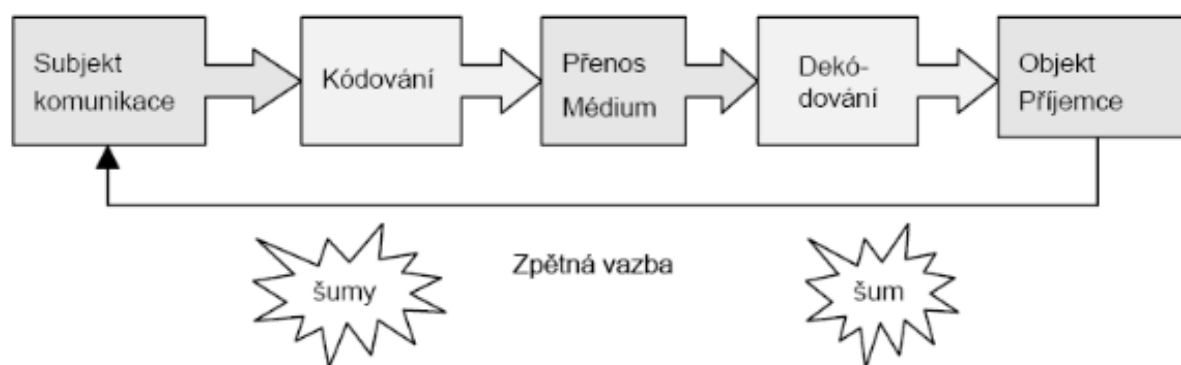 Subjekt
komunikace
Kódování
Přenos
Médium
Dekó-
dování
Objekt
Příjemce
Zpětná vazba
šumy
šum